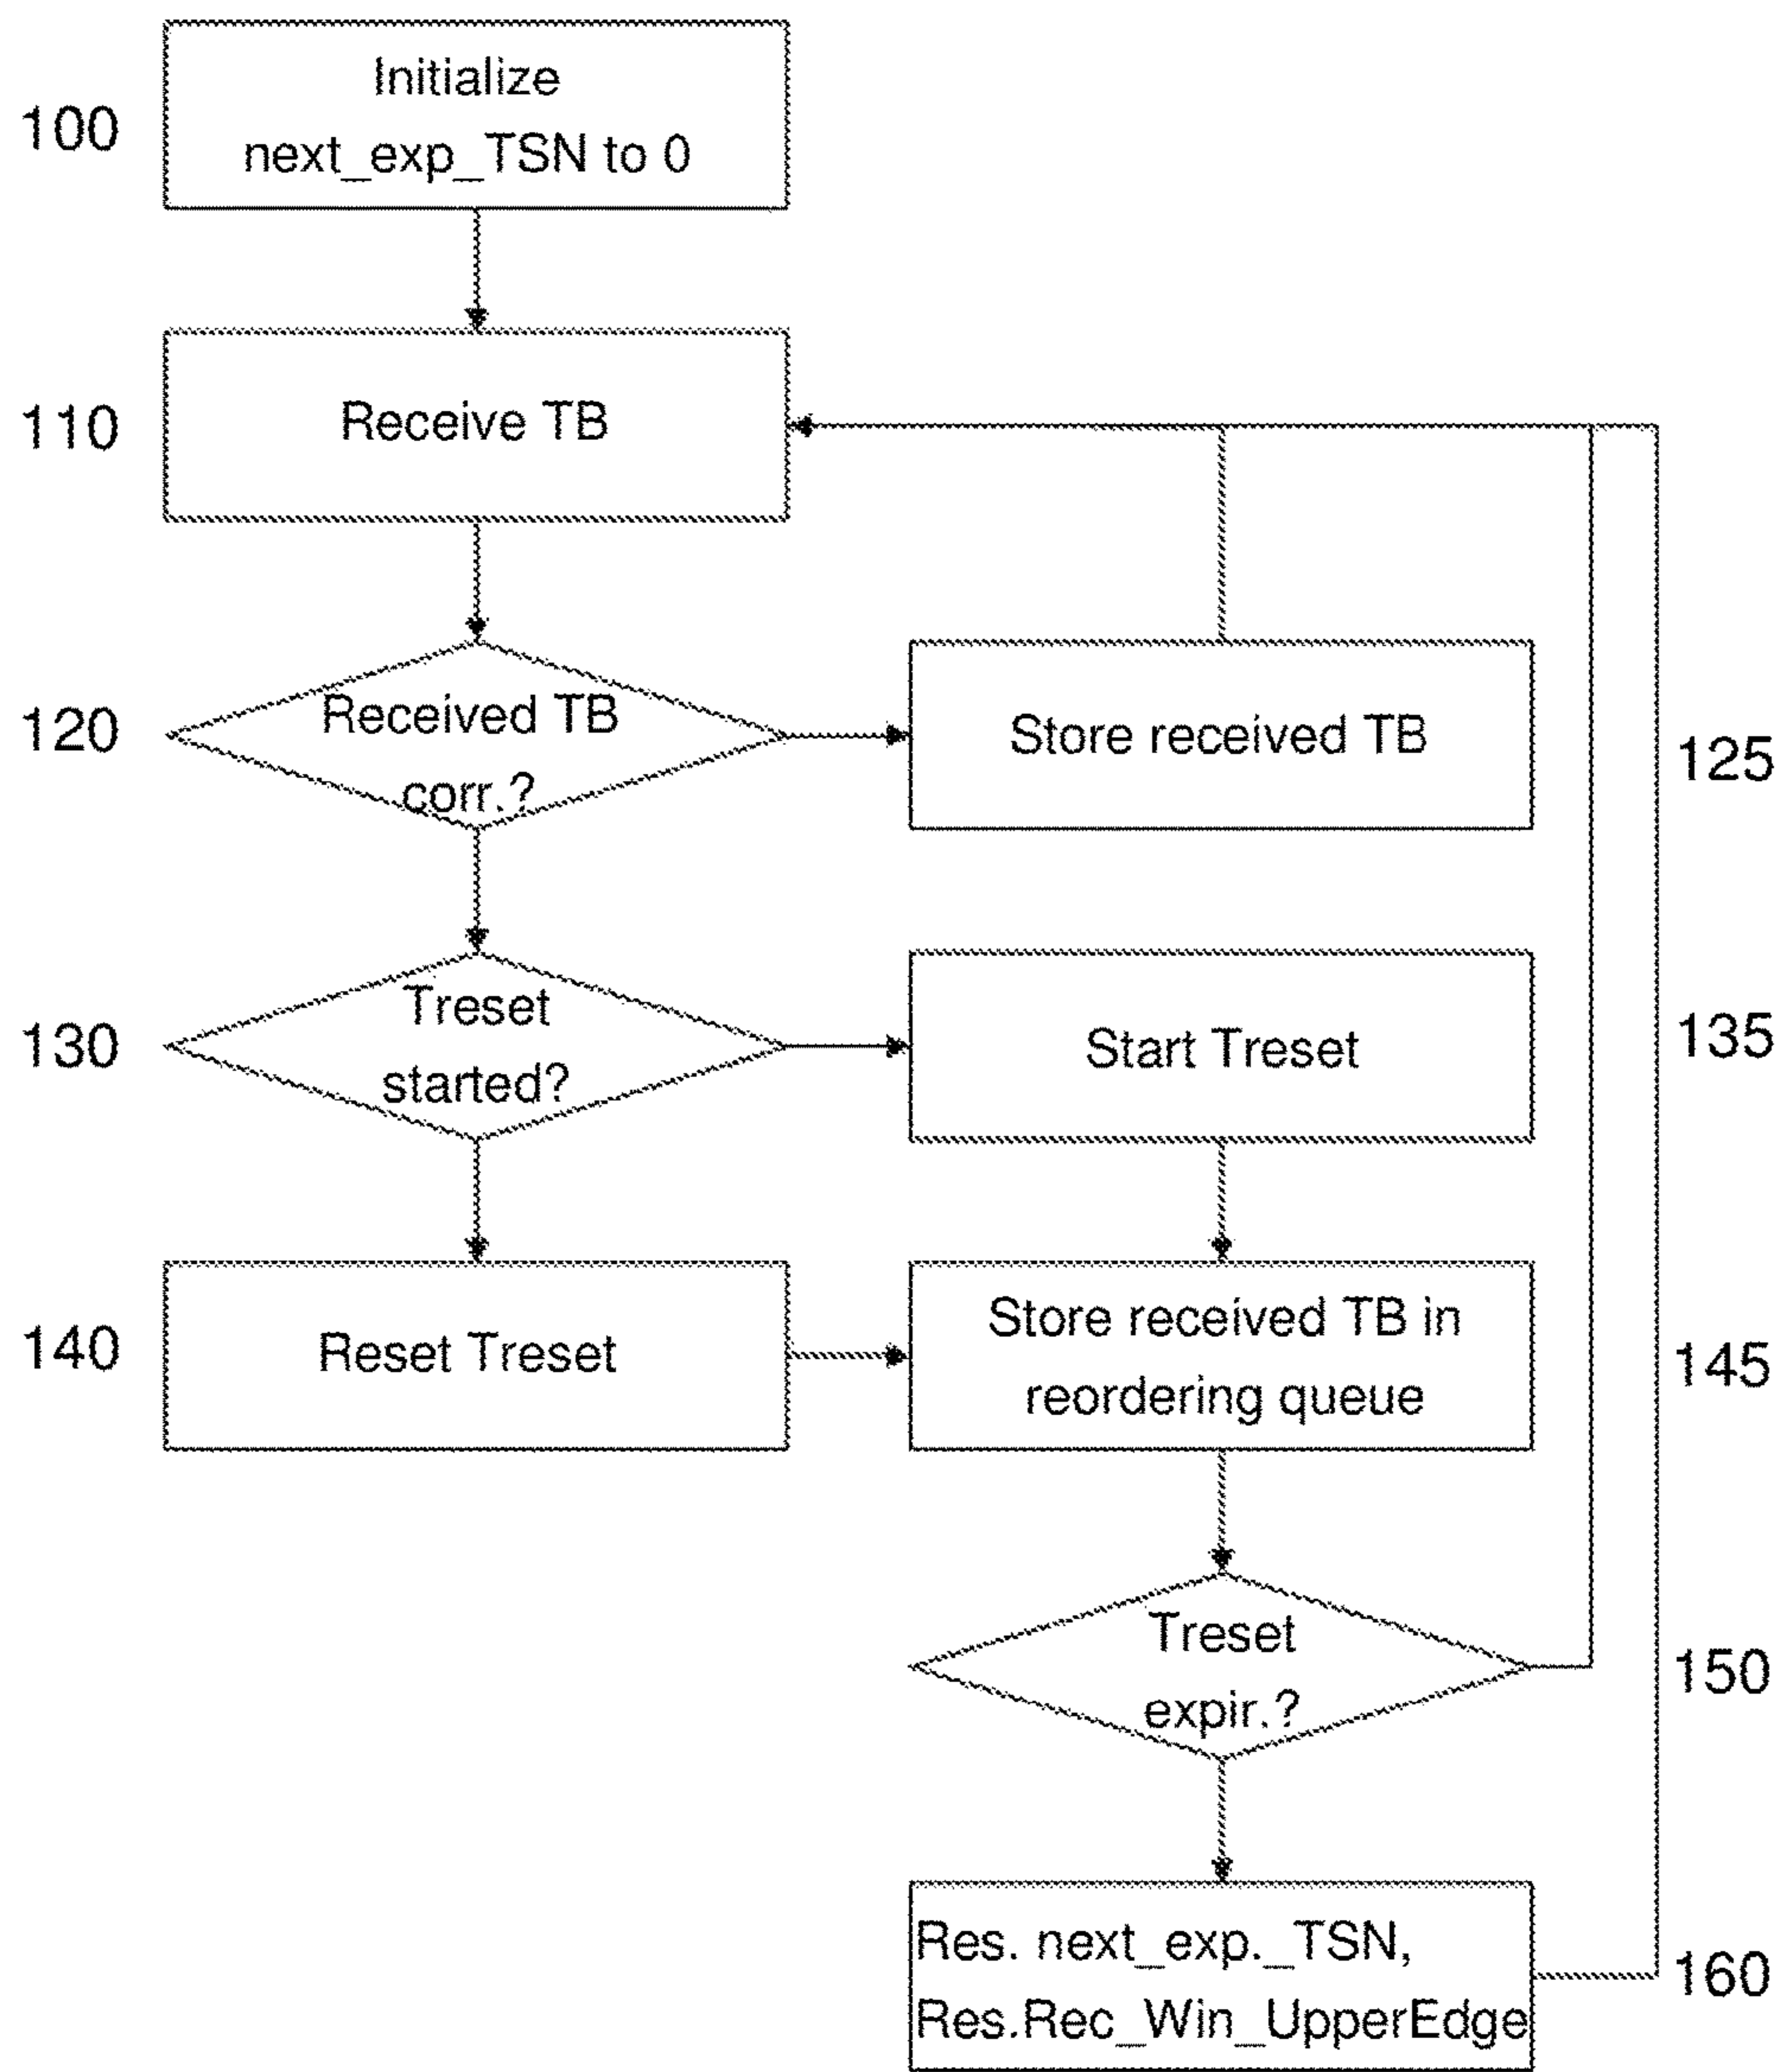 100
Initialize
next_exp_TSN to 0
110
Receive TB
120
Received TB
corr.?
Store received TB
125
130
Treset
started?
Start Treset
135
140
Reset Treset
Store received TB in
reordering queue
145
Treset
expir.?
150
Res. next_exp._TSN,
Res.Rec_Win_UpperEdge
160